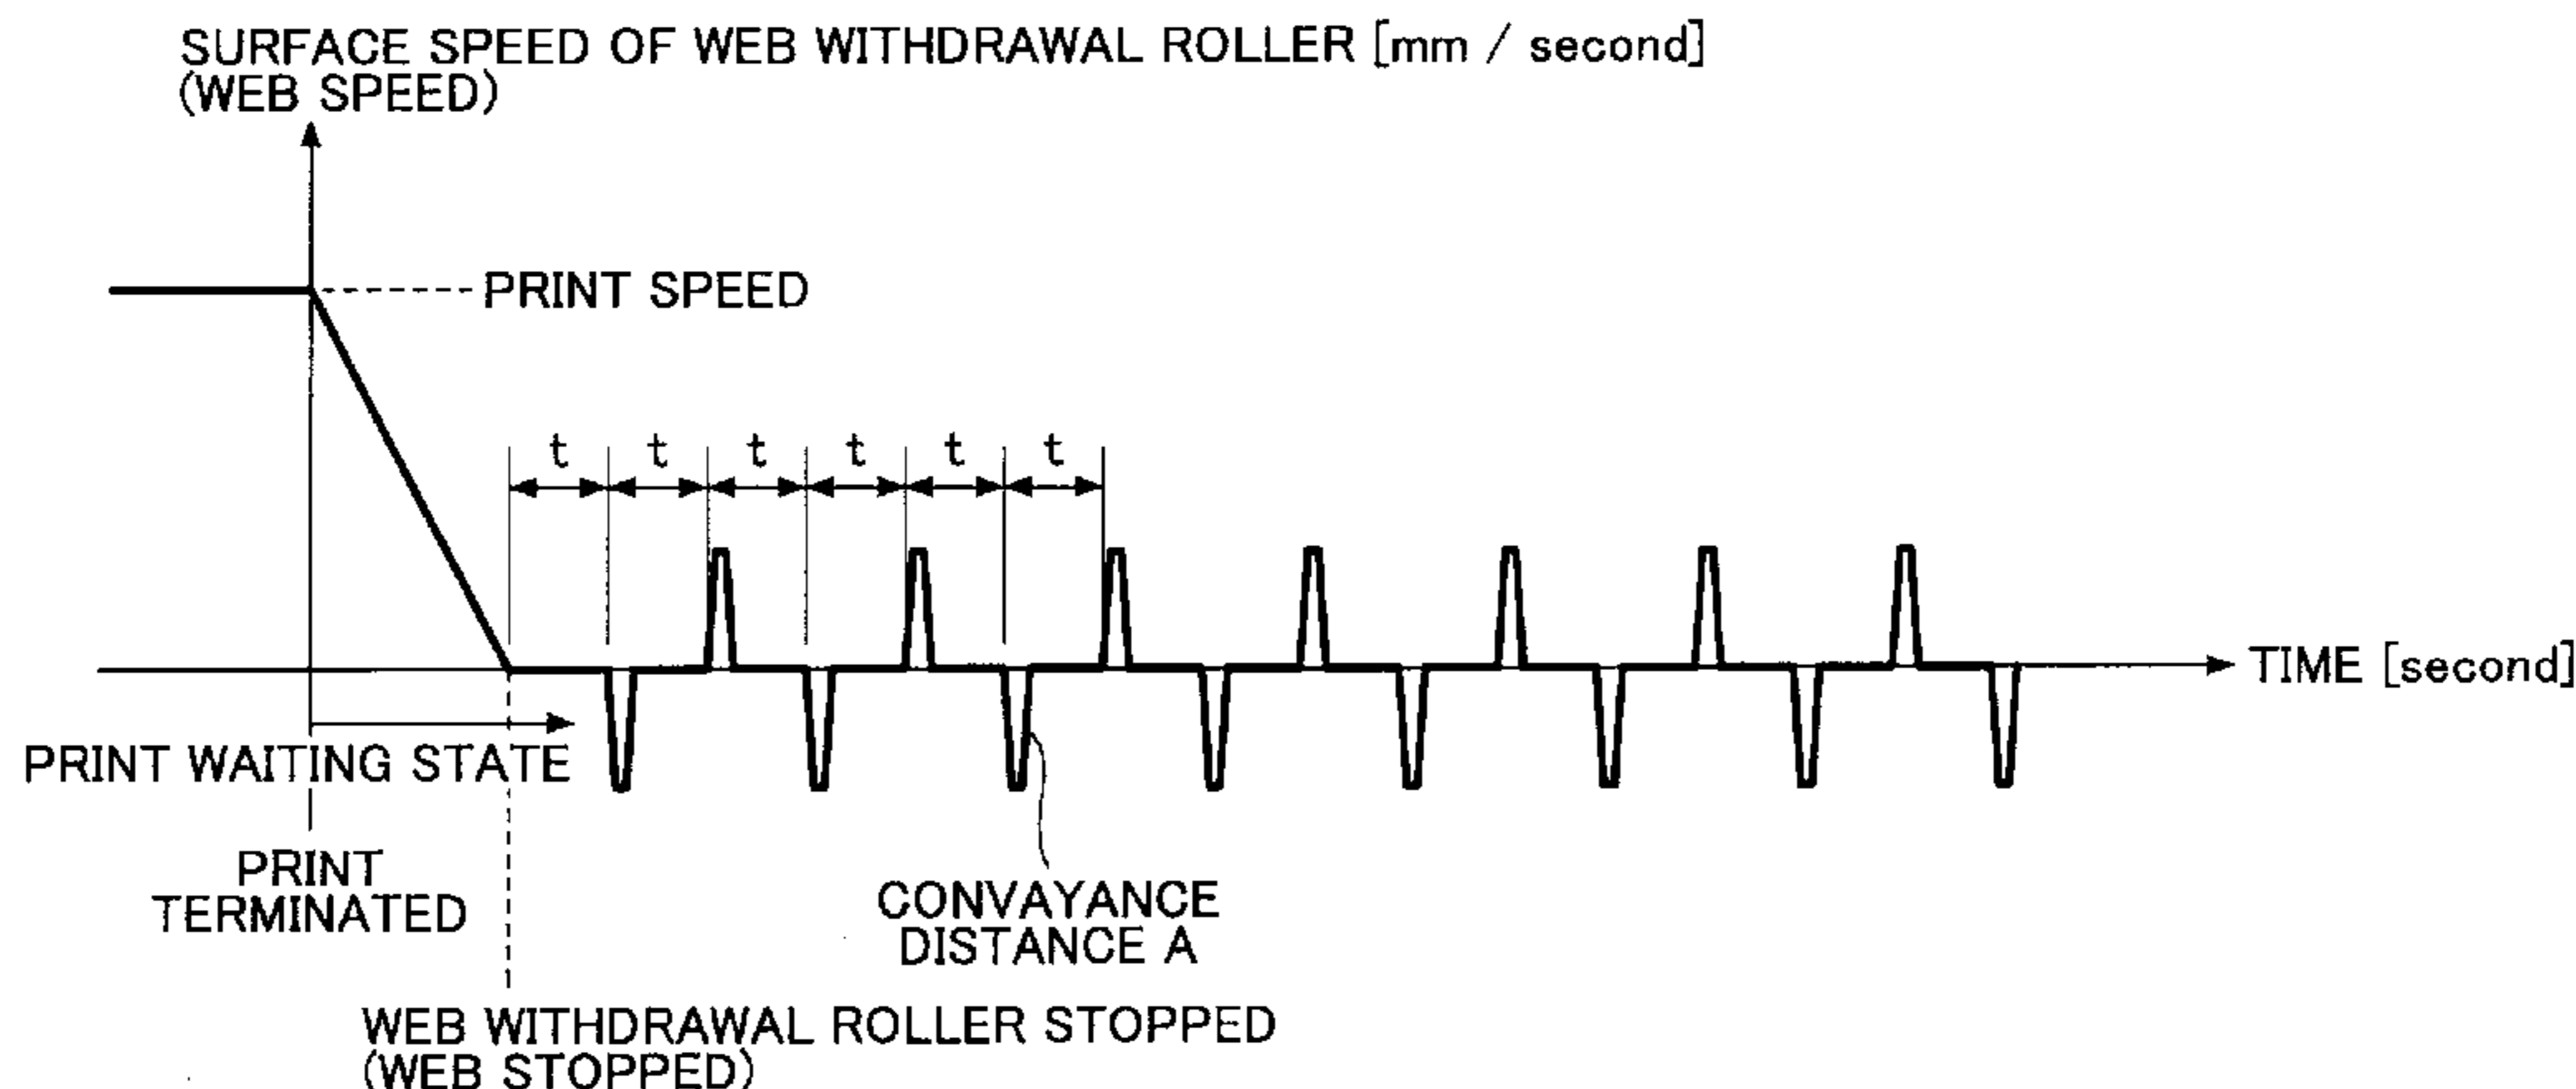 SURFACE SPEED OF WEB WITHDRAWAL ROLLER [mm / second]
(WEB SPEED)
PRINT SPEED
t t t t t t
TIME [second]
PRINT WAITING STATE
PRINT
TERMINATED
CONVAYANCE
DISTANCE A
WEB WITHDRAWAL ROLLER STOPPED
(WEB STOPPED)